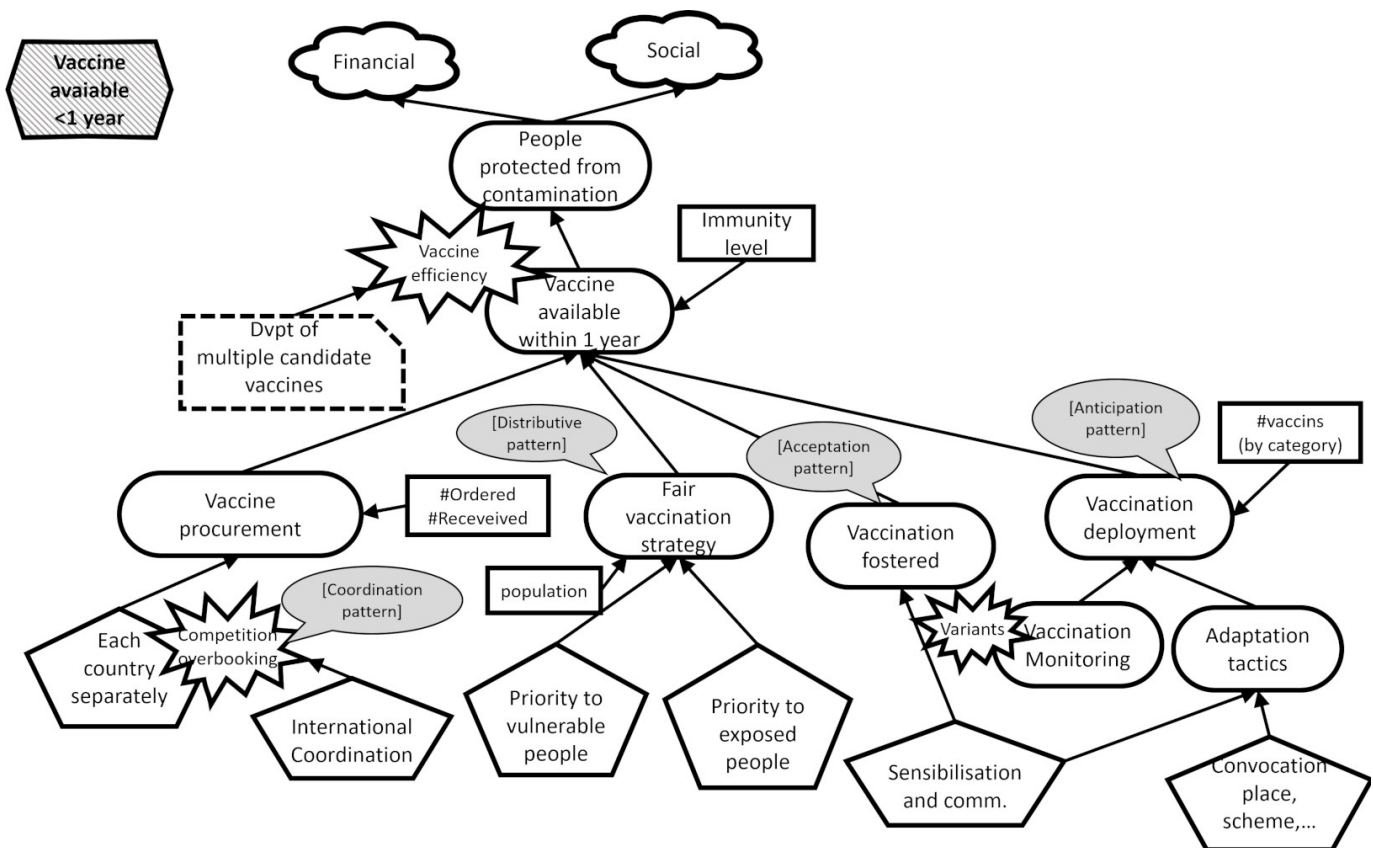 Vaccine
avaiable
<1 year
Financial
Social
People
protected from
contamination
Immunity
level
Vaccine
efficiency
Vaccine
available
within 1 year
Dvpt of
multiple candidate
vaccines
[Distributive
pattern]
[Acceptation
pattern]
[Anticipation
pattern]
#vaccins
(by category)
Vaccine
procurement
#Ordered
#Receveived
Fair
vaccination
strategy
Vaccination
fostered
Vaccination
deployment
population
[Coordination
pattern]
Each
country
separately
Competition
overbooking
International
Coordination
Priority to
vulnerable
people
Priority to
exposed
people
Variants
Vaccination
Monitoring
Adaptation
tactics
Sensibilisation
and comm.
Convocation
place,
scheme,...